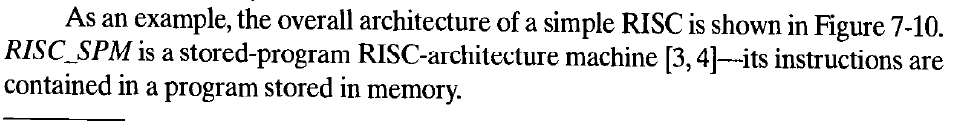 As an example, the overall architecture of a simple RISC is shown in Figure 7-10.
RISC_SPM is a stored-program RISC-architecture machine [3, 4]—its instructions are
contained in a program stored in memory.